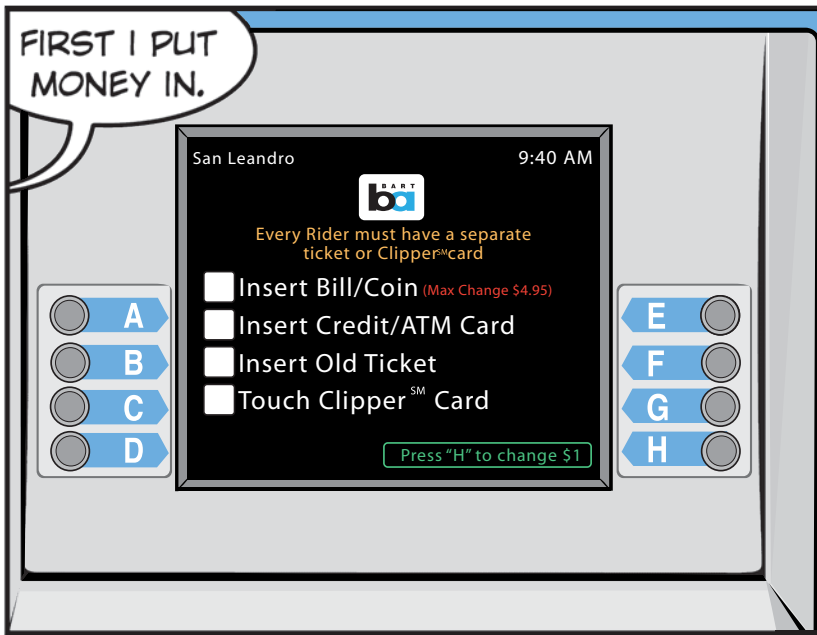 FIRST I PUT
MONEY IN.
San Leandro
9:40 AM
BART
ba
Every Rider must have a separate
ticket or Clipper℠card
Insert Bill/Coin (Max Change $4.95)
Insert Credit/ATM Card
Insert Old Ticket
Touch Clipper℠ Card
Press “H” to change $1
A
B
C
D
E
F
G
H